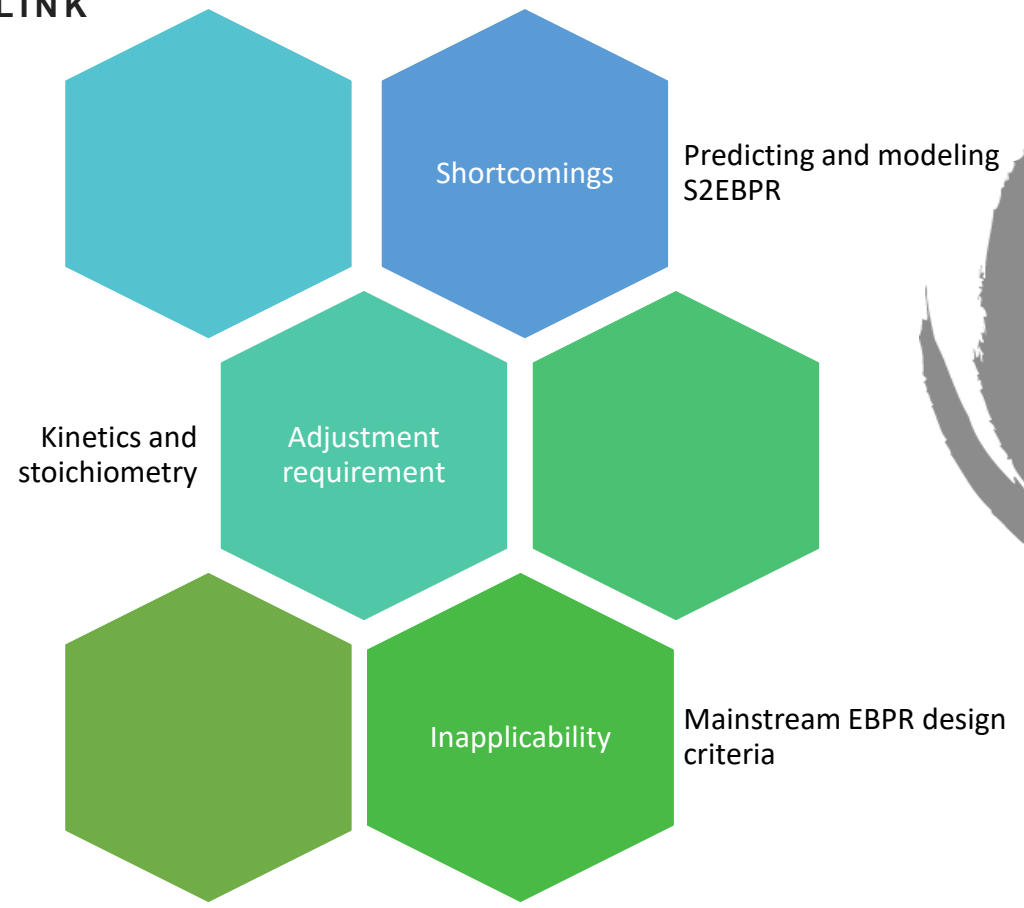 LINK
Shortcomings
Predicting and modeling
S2EBPR
Kinetics and
stoichiometry
Adjustment
requirement
Inapplicability
Mainstream EBPR design
criteria